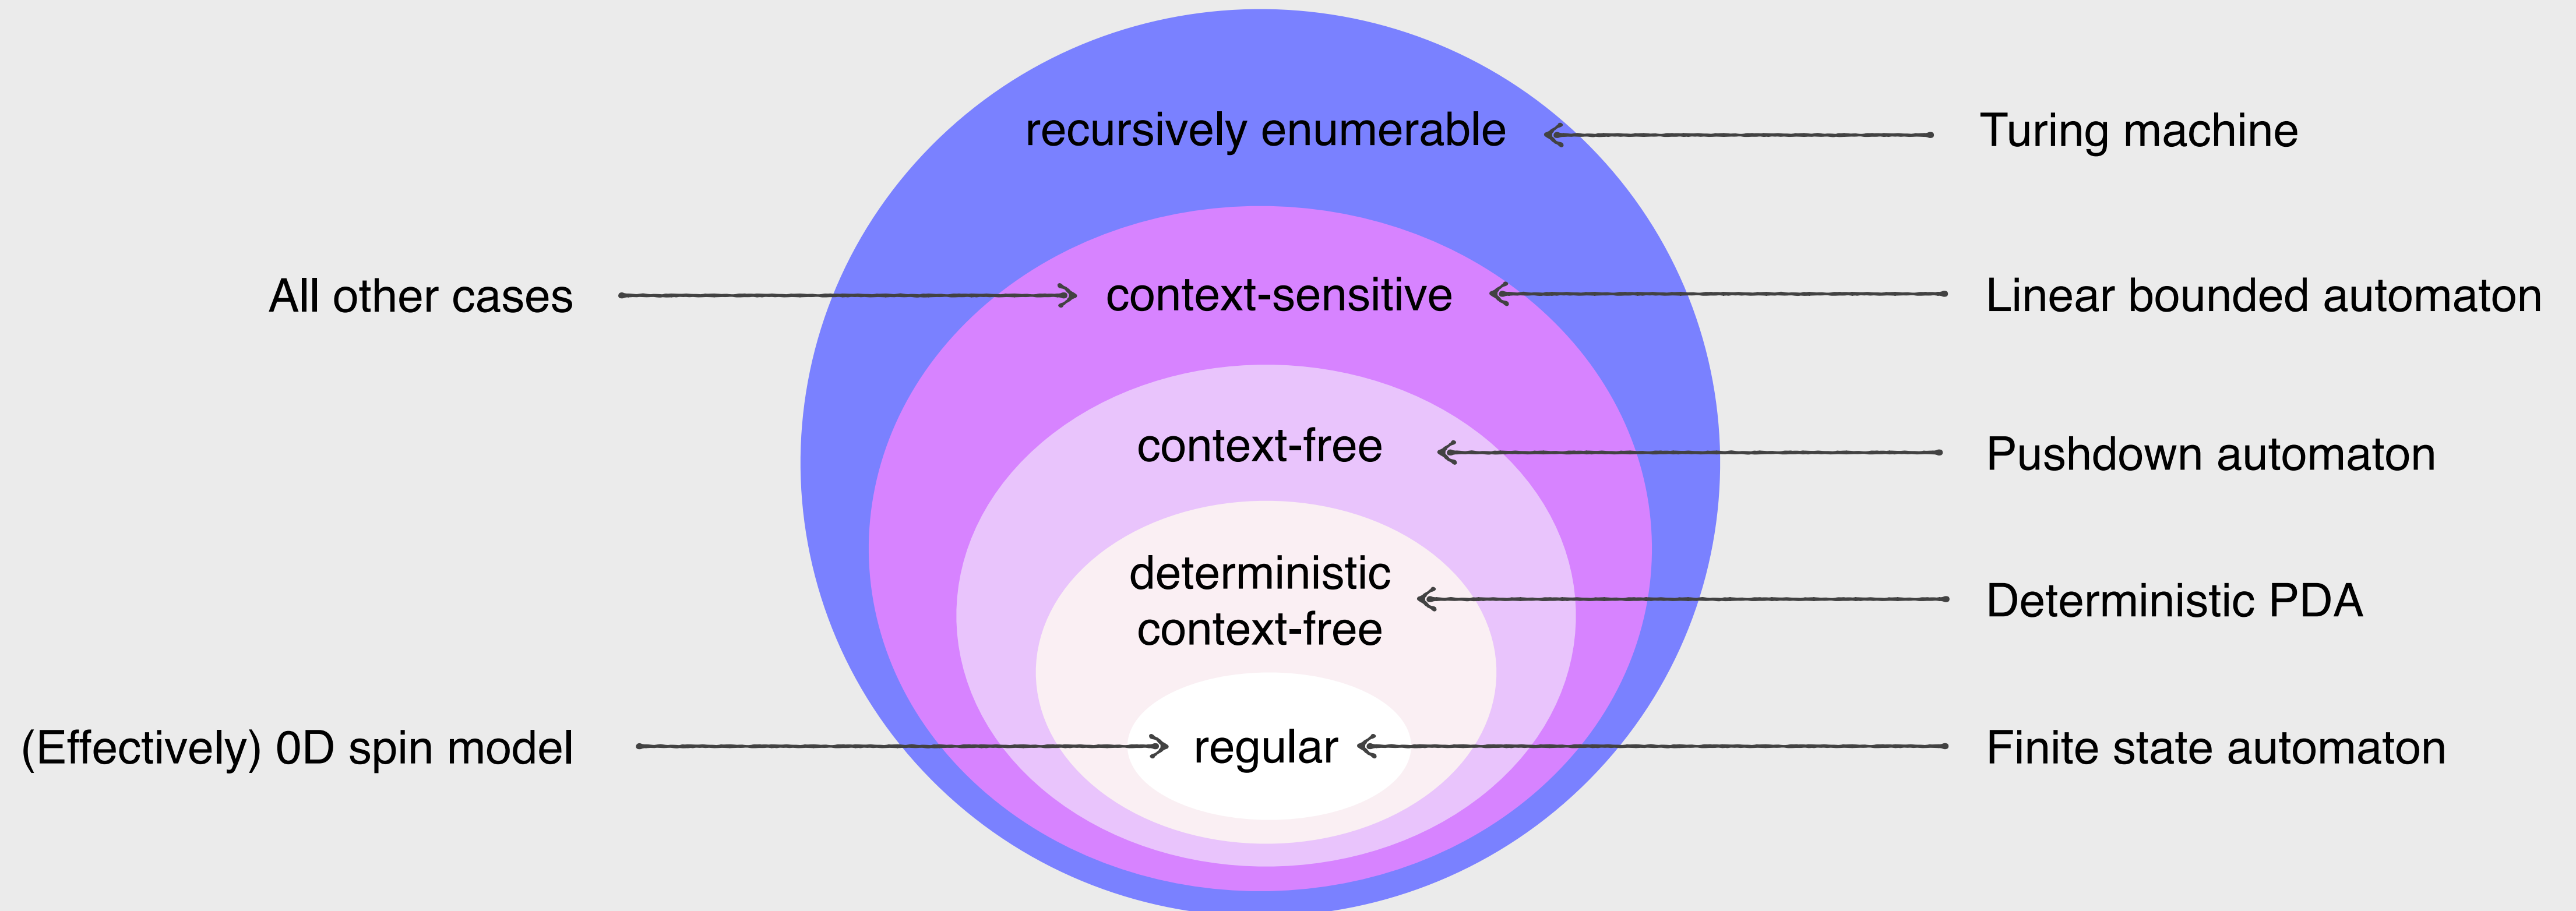 recursively enumerable
Turing machine
All other cases
context-sensitive
Linear bounded automaton
context-free
Pushdown automaton
deterministic
context-free
Deterministic PDA
(Effectively) 0D spin model
regular
Finite state automaton